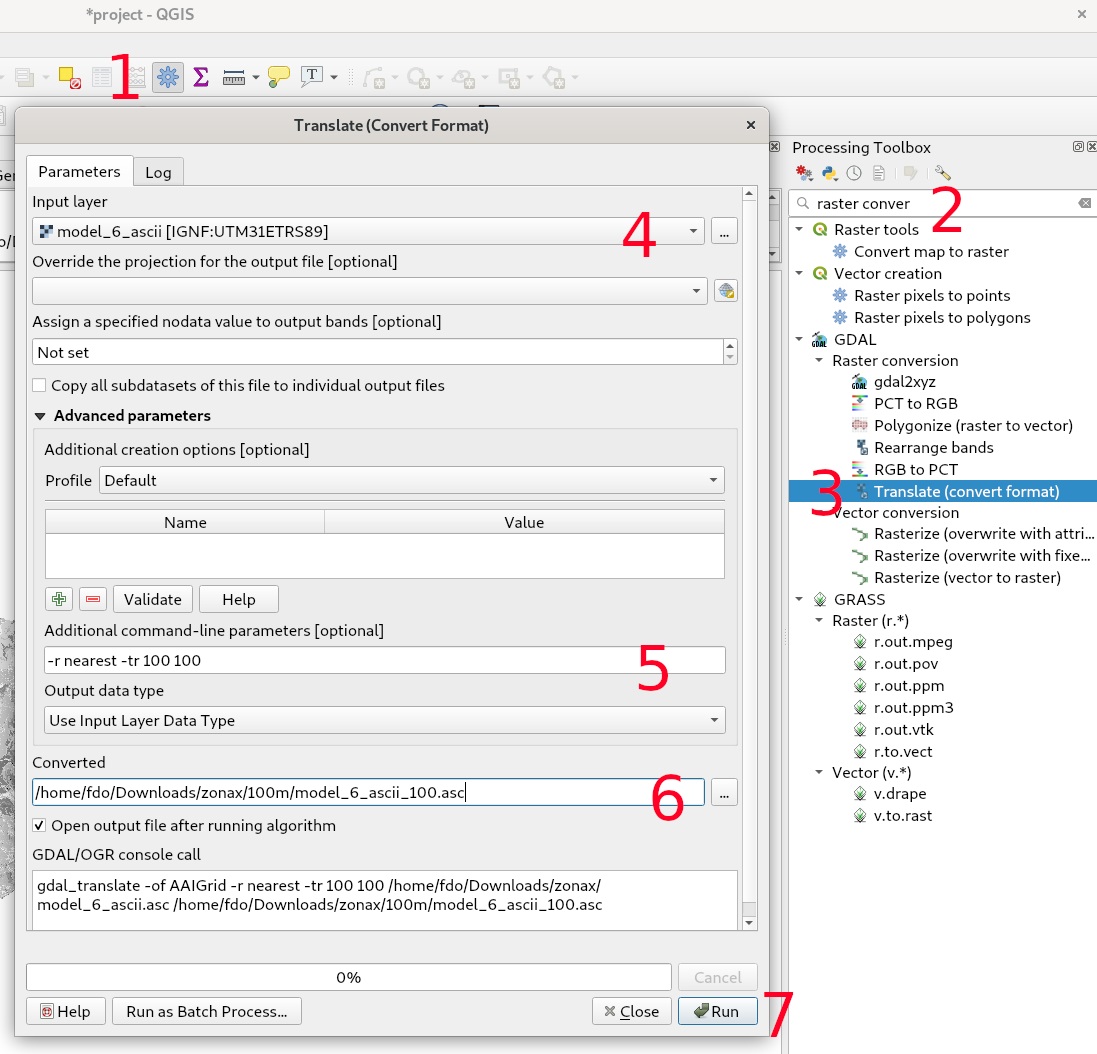 *project - QGIS
1
Translate (Convert Format)
Parameters
Log
Input layer
model_6_ascii [IGNF:UTM31ETRS89]
...
4
Override the projection for the output file [optional]
Assign a specified nodata value to output bands [optional]
Not set
Copy all subdatasets of this file to individual output files
Advanced parameters
Additional creation options [optional]
Profile
Default
Name
Value
Validate
Help
Additional command-line parameters [optional]
-r nearest -tr 100 100
5
Output data type
Use Input Layer Data Type
Converted
/home/fdo/Downloads/zonax/100m/model_6_ascii_100.asc
...
6
Open output file after running algorithm
GDAL/OGR console call
gdal_translate -of AAIGrid -r nearest -tr 100 100 /home/fdo/Downloads/zonax/
model_6_ascii.asc /home/fdo/Downloads/zonax/100m/model_6_ascii_100.asc
0%
Cancel
Help
Run as Batch Process...
Close
Run
7
Processing Toolbox
raster conver
2
Raster tools
Convert map to raster
Vector creation
Raster pixels to points
Raster pixels to polygons
GDAL
Raster conversion
gdal2xyz
PCT to RGB
Polygonize (raster to vector)
Rearrange bands
RGB to PCT
3
Translate (convert format)
Vector conversion
Rasterize (overwrite with attri...
Rasterize (overwrite with fixe...
Rasterize (vector to raster)
GRASS
Raster (r.*)
r.out.mpeg
r.out.pov
r.out.ppm
r.out.ppm3
r.out.vtk
r.to.vect
Vector (v.*)
v.drape
v.to.rast